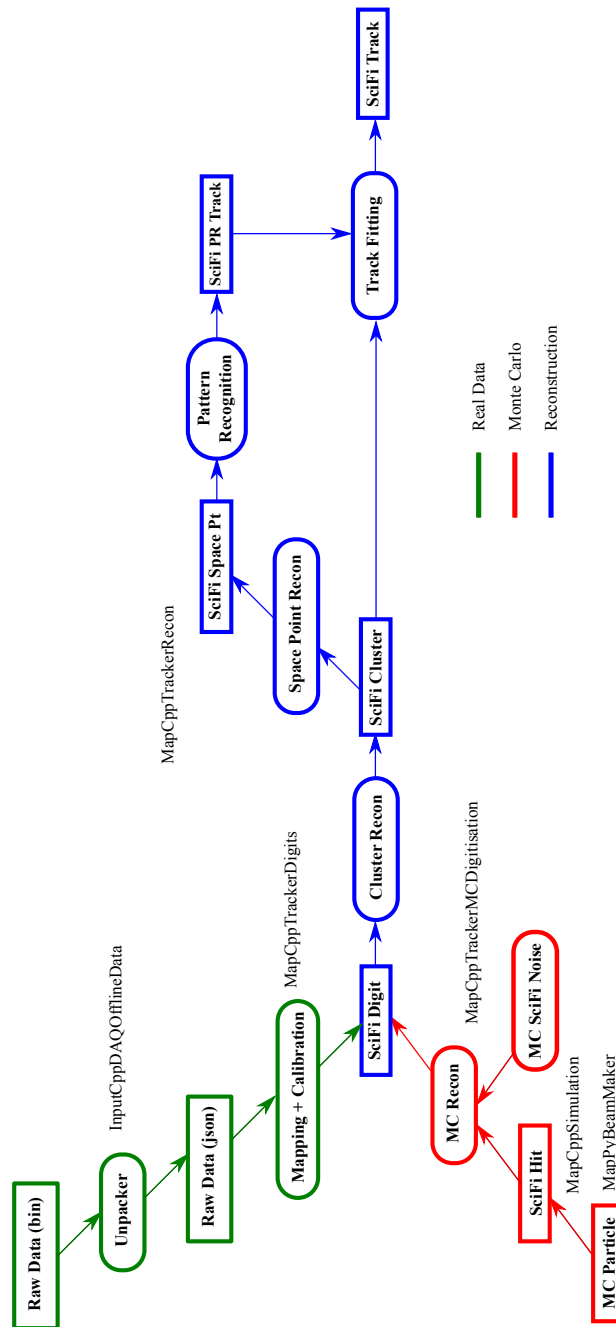 Raw Data (bin)
Unpacker
InputCppDAQOfflineData
Raw Data (json)
Mapping + Calibration
MapCppTrackerDigits
MC Particle
MapPyBeamMaker
SciFi Hit
MapCppSimulation
MC SciFi Noise
MC Recon
MapCppTrackerMCDigitisation
SciFi Digit
Cluster Recon
SciFi Cluster
Space Point Recon
SciFi Space Pt
MapCppTrackerRecon
Pattern
Recognition
SciFi PR Track
Track Fitting
SciFi Track
Real Data
Monte Carlo
Reconstruction